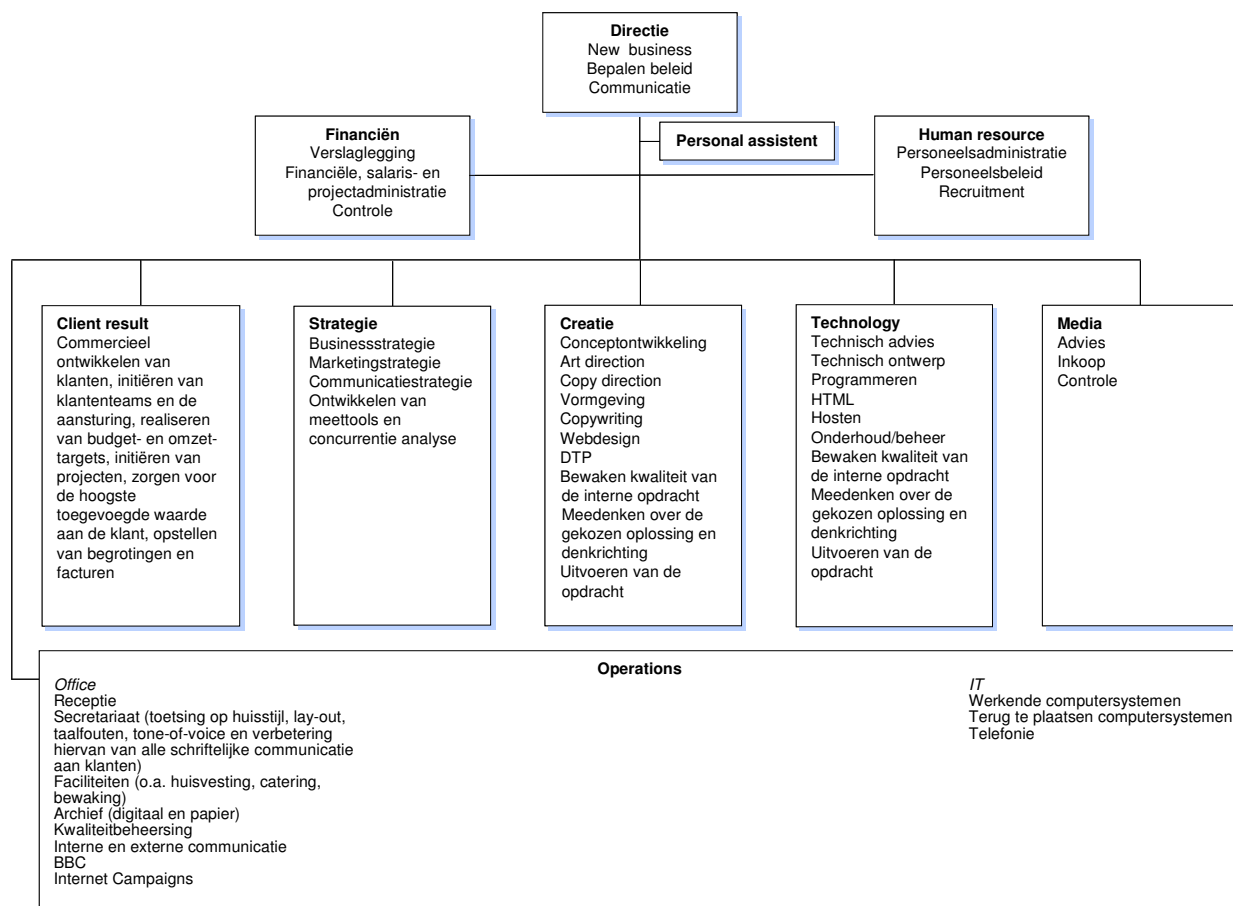 Directie
New business
Bepalen beleid
Communicatie
Financiën
Verslaglegging
Financiële, salaris- en
projectadministratie
Controle
Personal assistent
Human resource
Personeelsadministratie
Personeelsbeleid
Recruitment
Client result
Commercieel
ontwikkelen van
klanten, initiëren van
klantenteams en de
aansturing, realiseren
van budget- en omzet-
targets, initiëren van
projecten, zorgen voor
de hoogste
toegevoegde waarde
aan de klant, opstellen
van begrotingen en
facturen
Strategie
Businessstrategie
Marketingstrategie
Communicatiestrategie
Ontwikkelen van
meettools en
concurrentie analyse
Creatie
Conceptontwikkeling
Art direction
Copy direction
Vormgeving
Copywriting
Webdesign
DTP
Bewaken kwaliteit van
de interne opdracht
Meedenken over de
gekozen oplossing en
denkrichting
Uitvoeren van de
opdracht
Technology
Technisch advies
Technisch ontwerp
Programmeren
HTML
Hosten
Onderhoud/beheer
Bewaken kwaliteit van
de interne opdracht
Meedenken over de
gekozen oplossing en
denkrichting
Uitvoeren van de
opdracht
Media
Advies
Inkoop
Controle
Operations
Office
Receptie
Secretariaat (toetsing op huisstijl, lay-out,
taalfouten, tone-of-voice en verbetering
hiervan van alle schriftelijke communicatie
aan klanten)
Faciliteiten (o.a. huisvesting, catering,
bewaking)
Archief (digitaal en papier)
Kwaliteitbeheersing
Interne en externe communicatie
BBC
Internet Campaigns
IT
Werkende computersystemen
Terug te plaatsen computersystemen
Telefonie